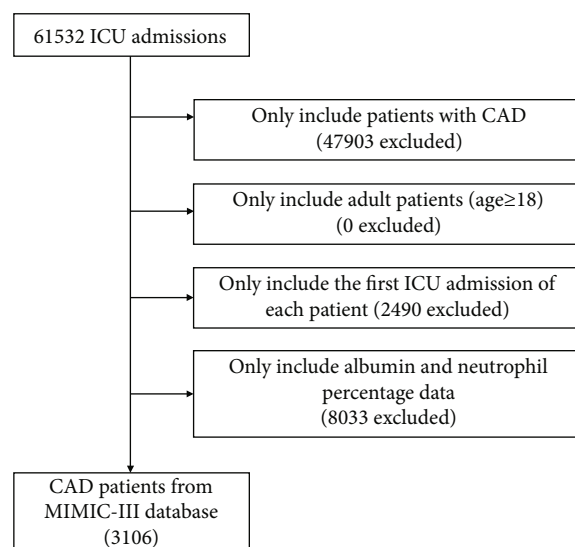 61532 ICU admissions
Only include patients with CAD
(47903 excluded)
Only include adult patients (age≥18)
(0 excluded)
Only include the first ICU admission of
each patient (2490 excluded)
Only include albumin and neutrophil
percentage data
(8033 excluded)
CAD patients from
MIMIC-III database
(3106)